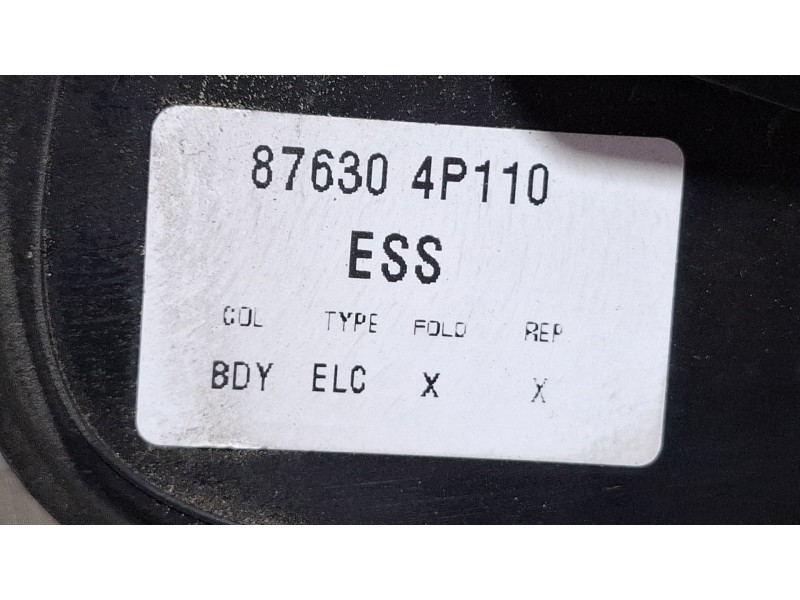 87630 4P110
ESS
COL TYPE FOLD REP
BDY ELC X X